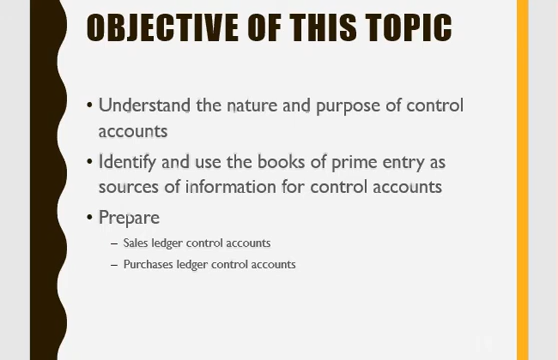 OBJECTIVE OF THIS TOPIC
• Understand the nature and purpose of control
accounts
• Identify and use the books of prime entry as
sources of information for control accounts
• Prepare
– Sales ledger control accounts
– Purchases ledger control accounts